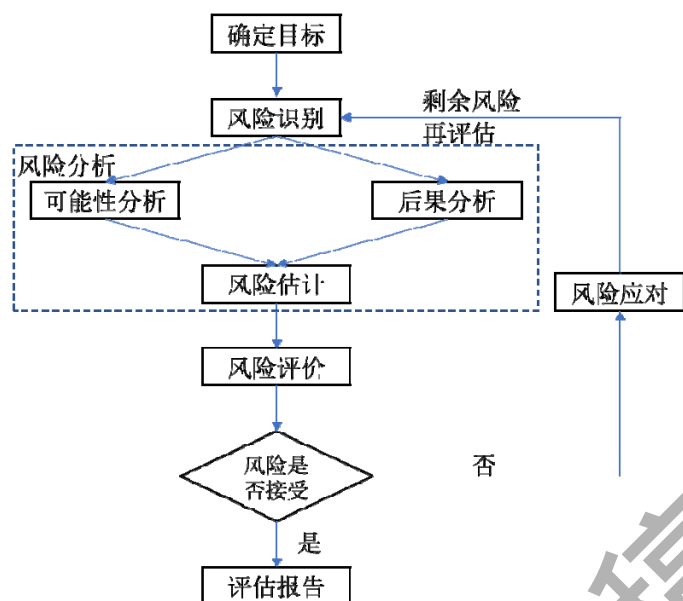 确定目标
风险识别
剩余风险
再评估
风险分析
可能性分析
后果分析
风险估计
风险应对
风险评价
风险是
否接受
否
是
评估报告